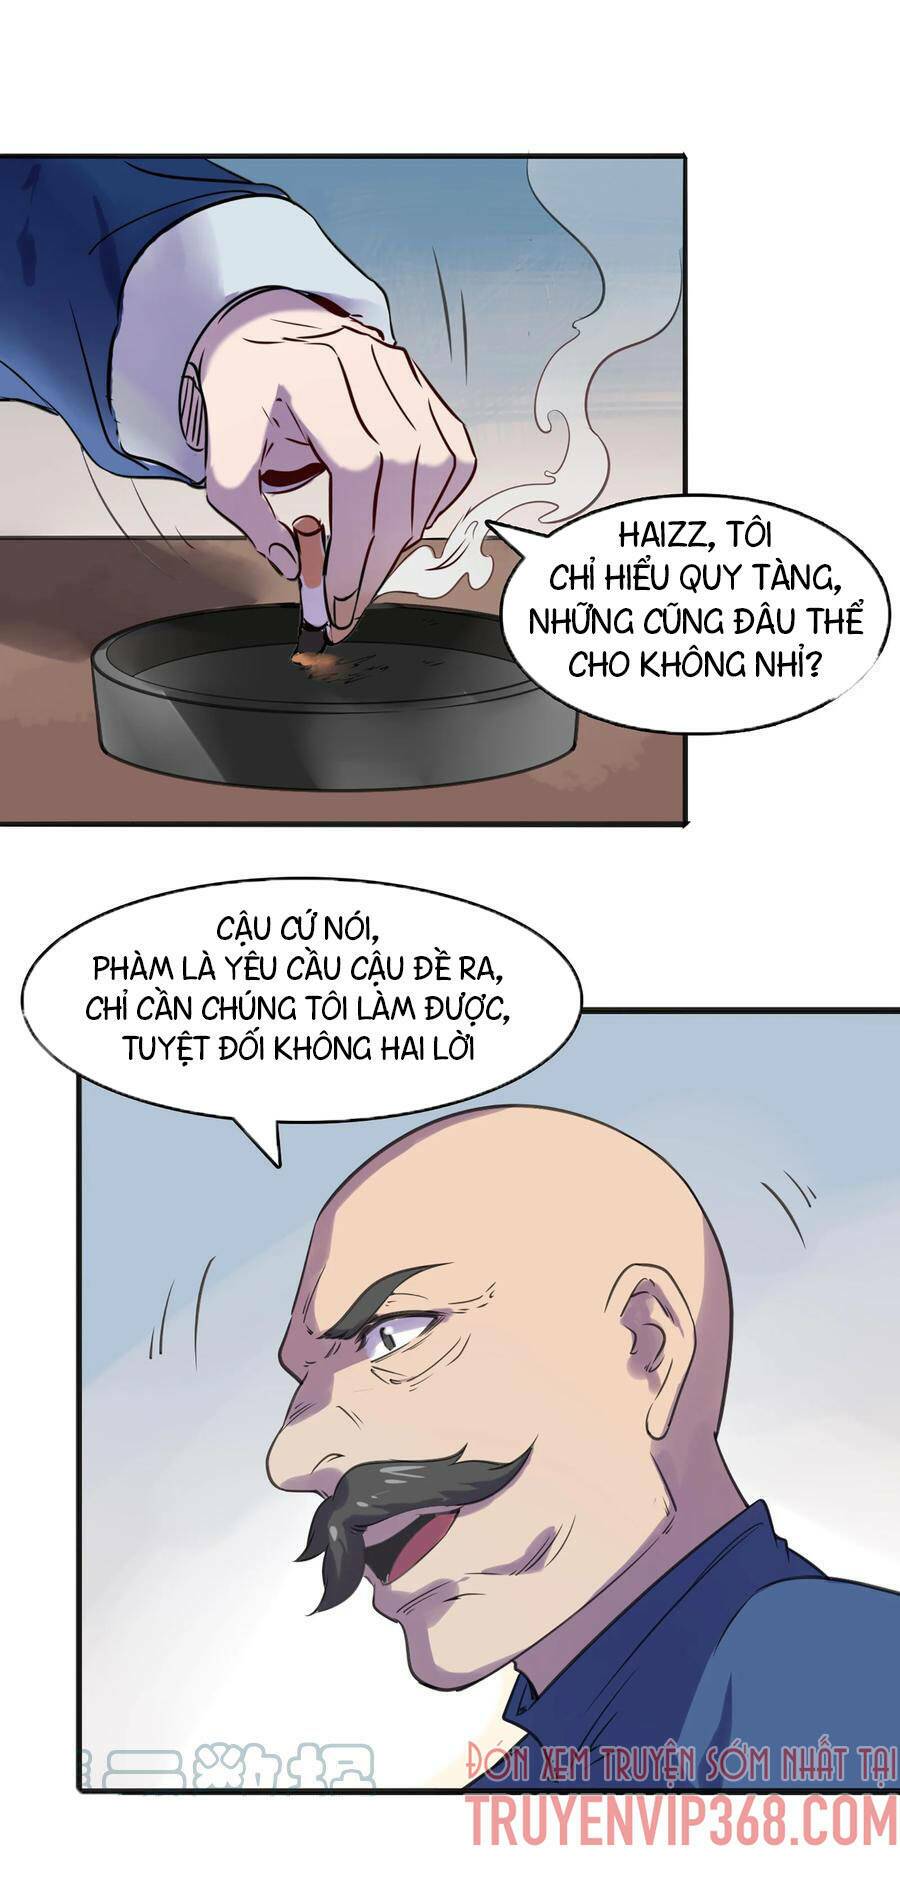 HAIZZ, TÔI
CHỈ HIỂU QUY TÀNG,
NHỮNG CŨNG ĐÂU THỂ
CHO KHÔNG NHỈ?
CẬU CỨ NÓI,
PHÀM LÀ YÊU CẦU CẬU ĐỀ RA,
CHỈ CẦN CHÚNG TÔI LÀM ĐƯỢC,
TUYỆT ĐỐI KHÔNG HAI LỜI
ĐÓN XEM TRUYỆN SỚM NHẤT TẠI
TRUYENVIP368.COM